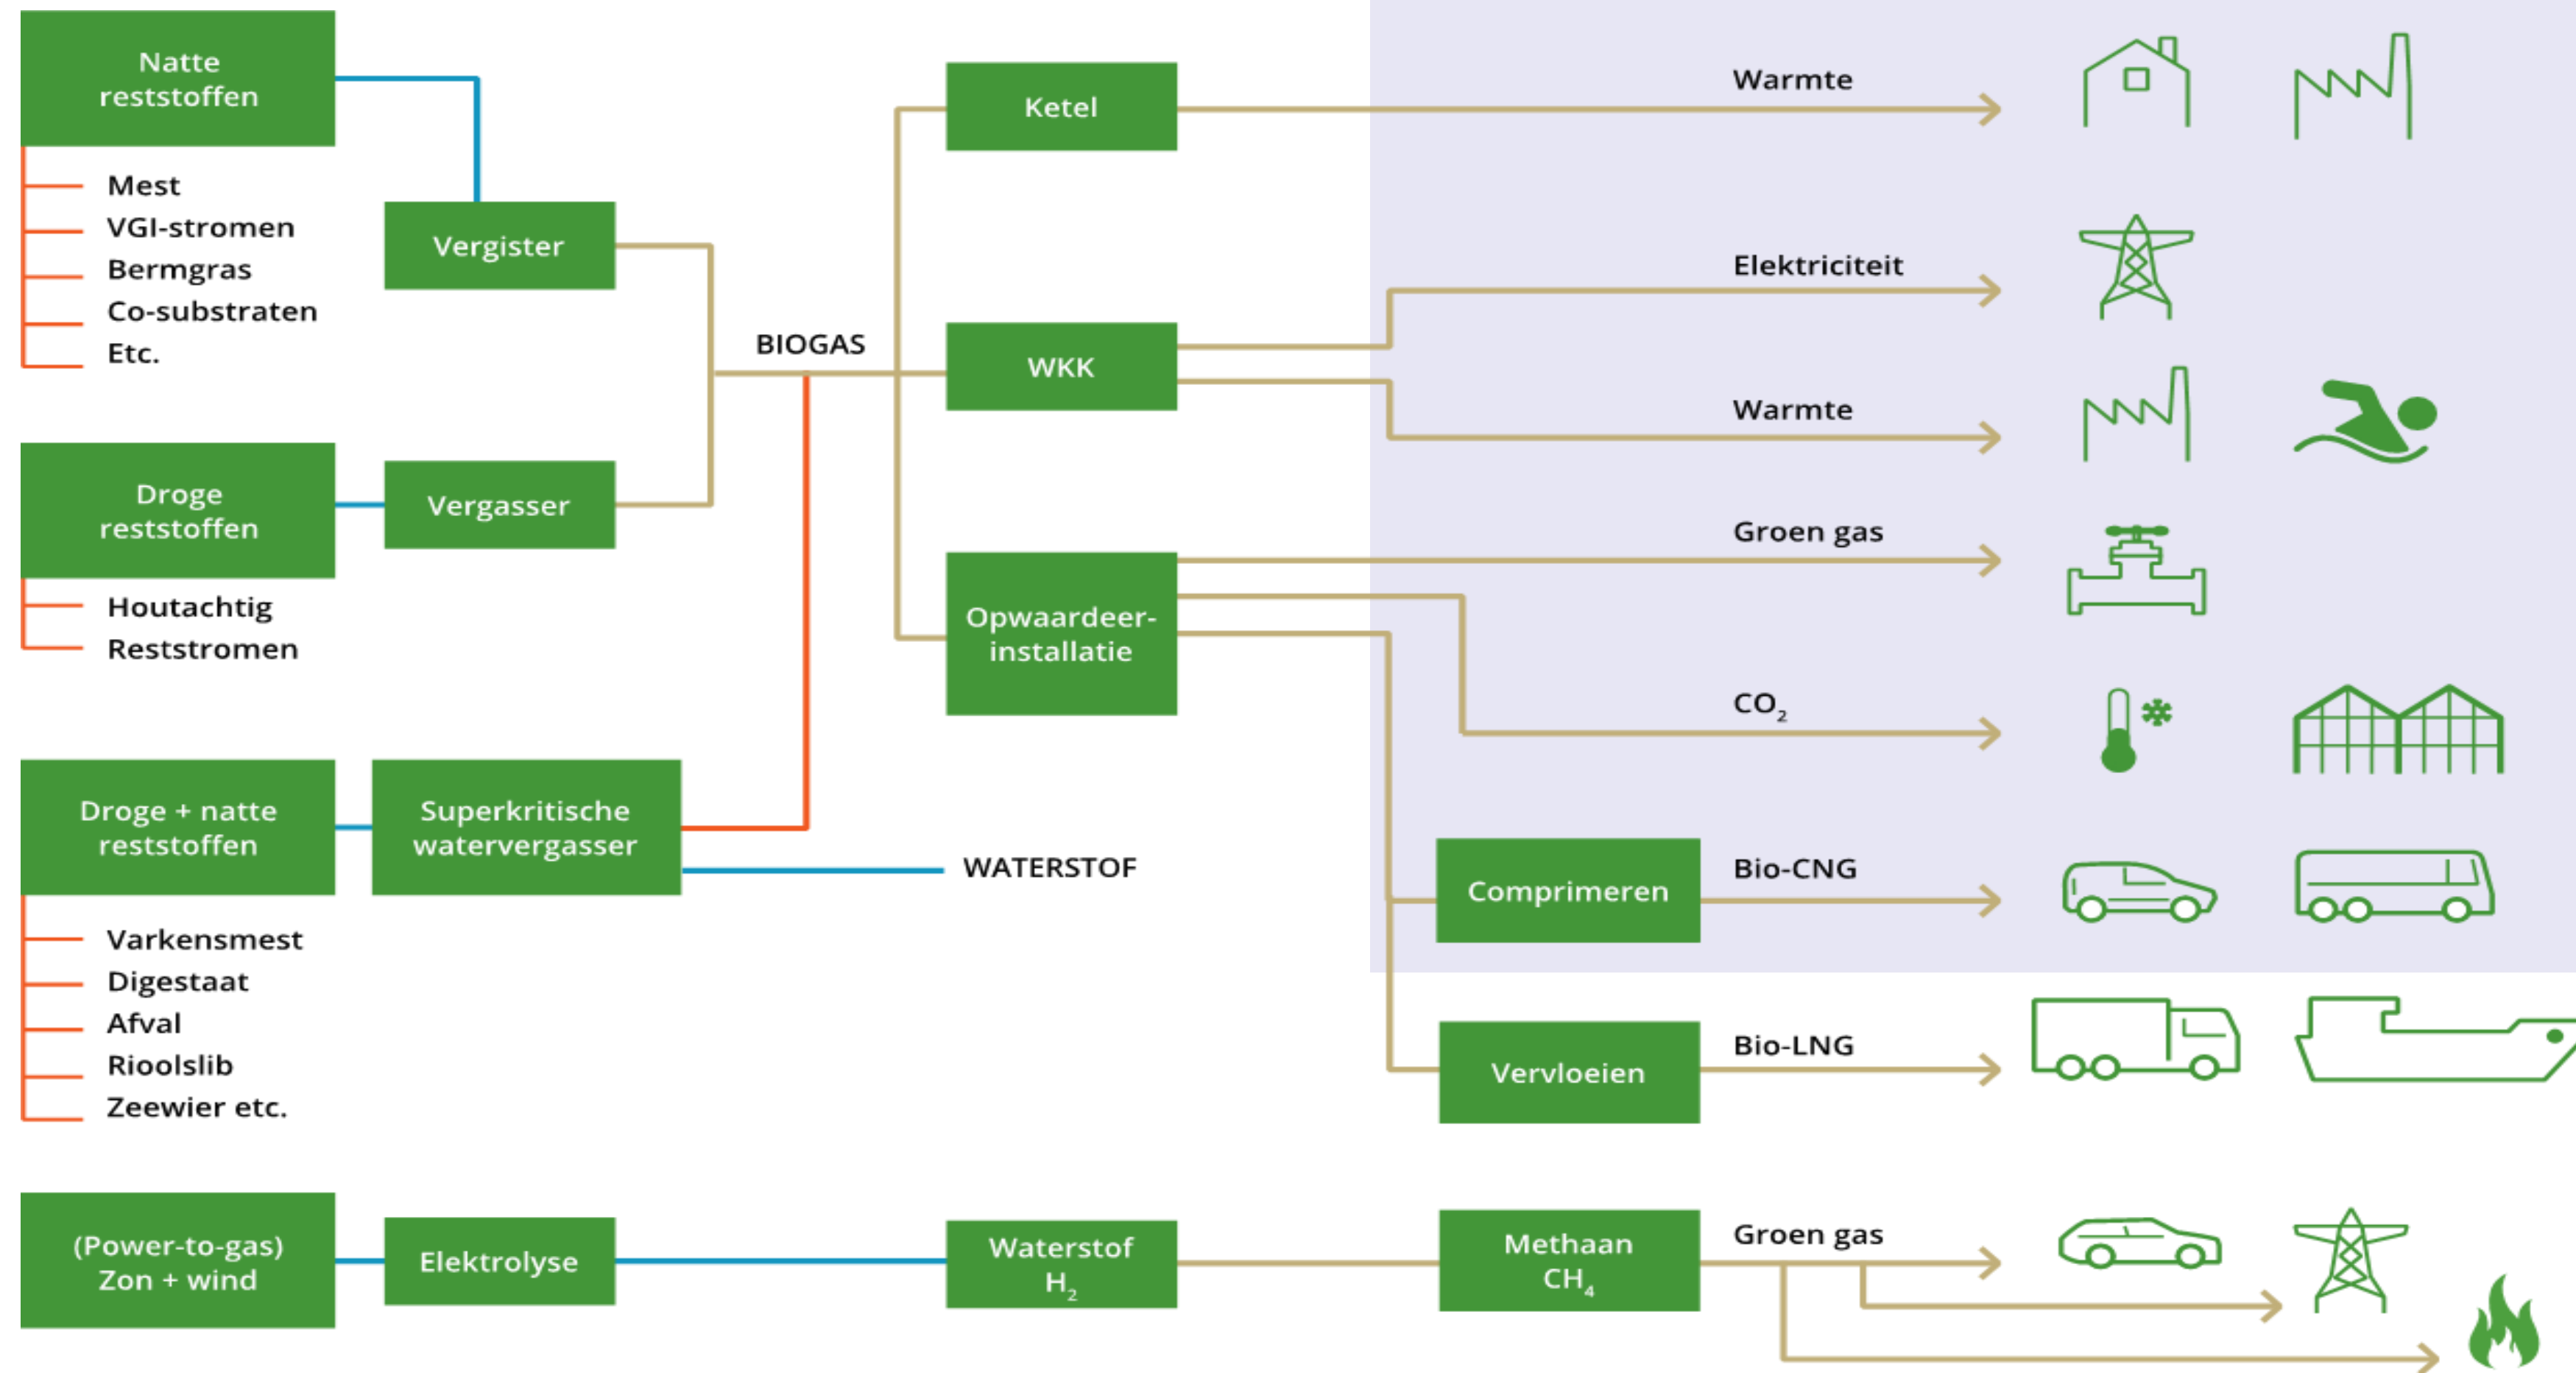 Natte
reststoffen
Mest
VGI-stromen
Bermgras
Co-substraten
Etc.
Vergister
Droge
reststoffen
Houtachtig
Reststromen
Vergasser
BIOGAS
Droge + natte
reststoffen
Varkensmest
Digestaat
Afval
Rioolslib
Zeewier etc.
Superkritische
watervergasser
WATERSTOF
Ketel
Warmte
WKK
Elektriciteit
Warmte
Opwaardeer-
installatie
Groen gas
CO₂
Comprimeren
Bio-CNG
Vervloeien
Bio-LNG
(Power-to-gas)
Zon + wind
Elektrolyse
Waterstof
H₂
Methaan
CH₄
Groen gas